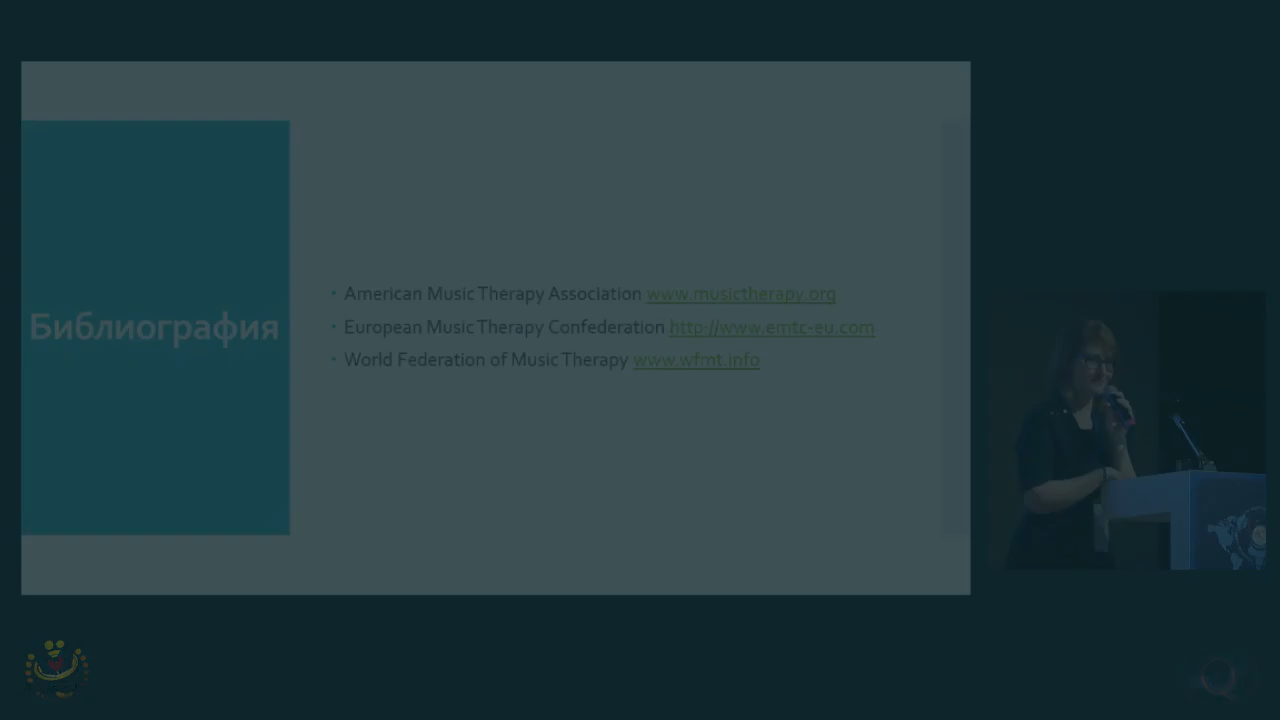 Библиография
American Music Therapy Association www.musictherapy.org
European Music Therapy Confederation http://www.emtc-eu.com
World Federation of Music Therapy www.wfmt.info